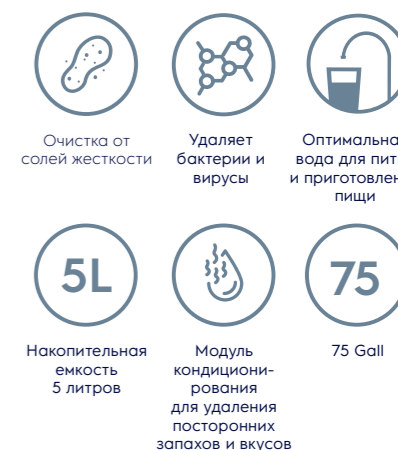 Очистка от
солей жесткости
Удаляет
бактерии и
вирусы
Оптимальна
вода для пит
и приготовлен
пищи
5L
Накопительная
емкость
5 литров
Модуль
кондициони-
рования
для удаления
посторонних
запахов и вкусов
75
75 Gall